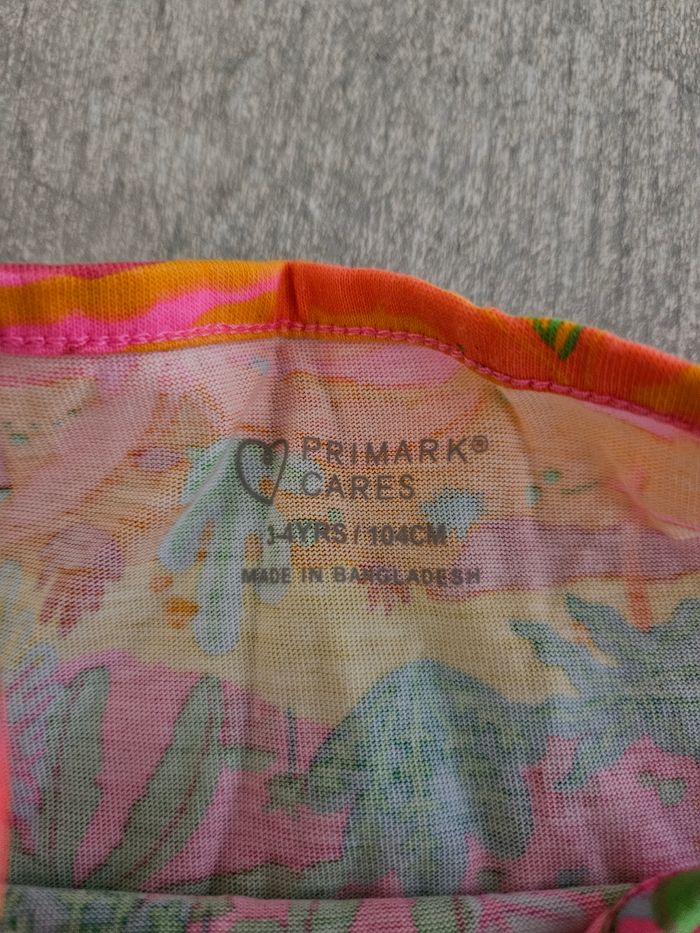 PRIMARK®
CARES
3-4YRS / 104CM
MADE IN BANGLADESH